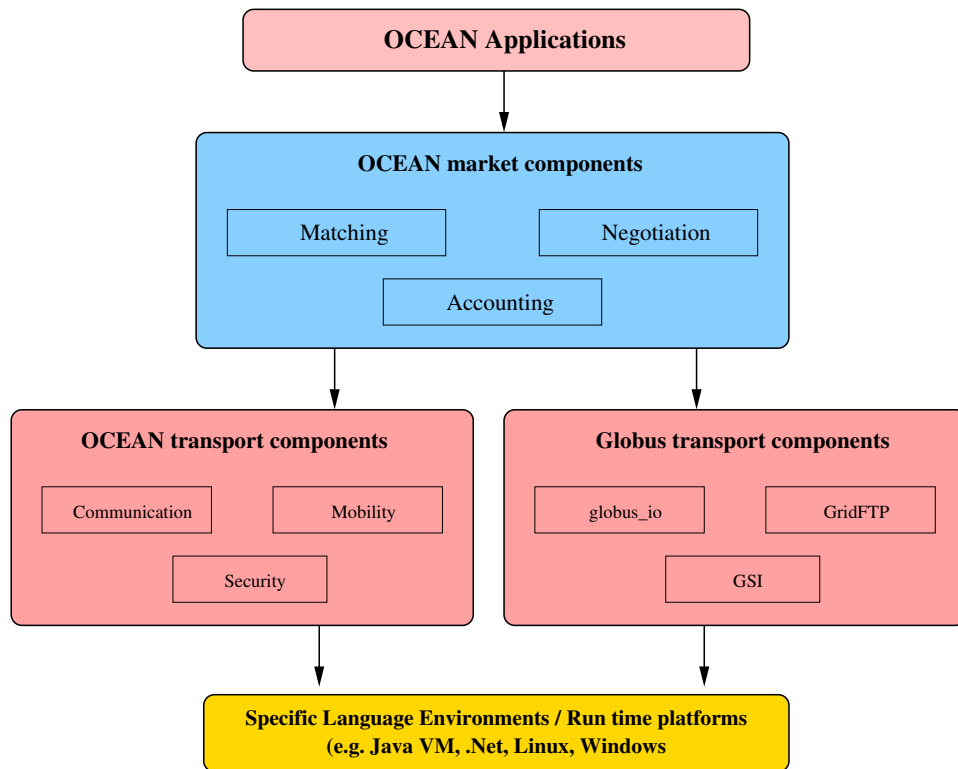 OCEAN Applications
OCEAN market components
Matching
Negotiation
Accounting
OCEAN transport components
Communication
Mobility
Security
Globus transport components
globus_io
GridFTP
GSI
Specific Language Environments / Run time platforms
(e.g. Java VM, .Net, Linux, Windows